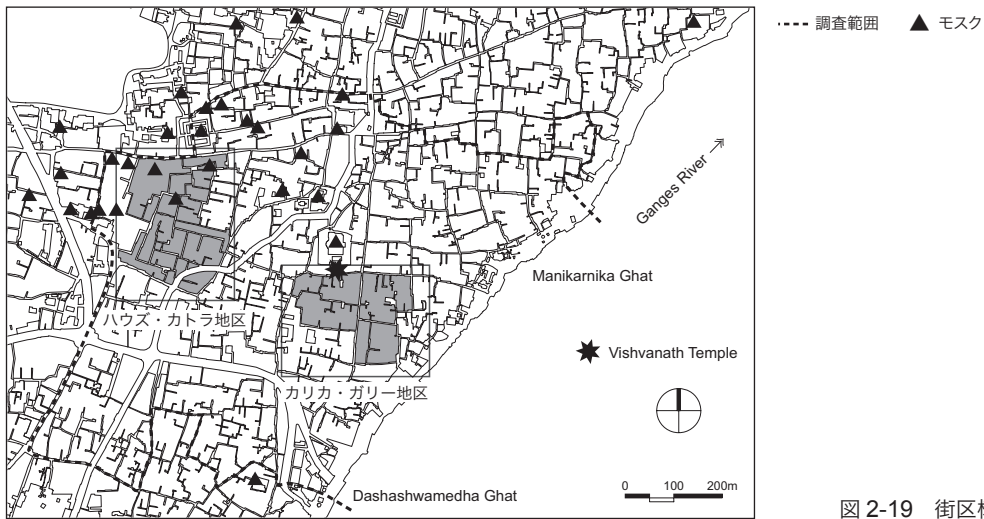 調査範囲
モスク
Ganges River
Manikarnika Ghat
ハウズ・カトラ地区
Vishvanath Temple
カリカ・ガリー地区
Dashashwamedha Ghat
0 100 200m
図 2-19 街区